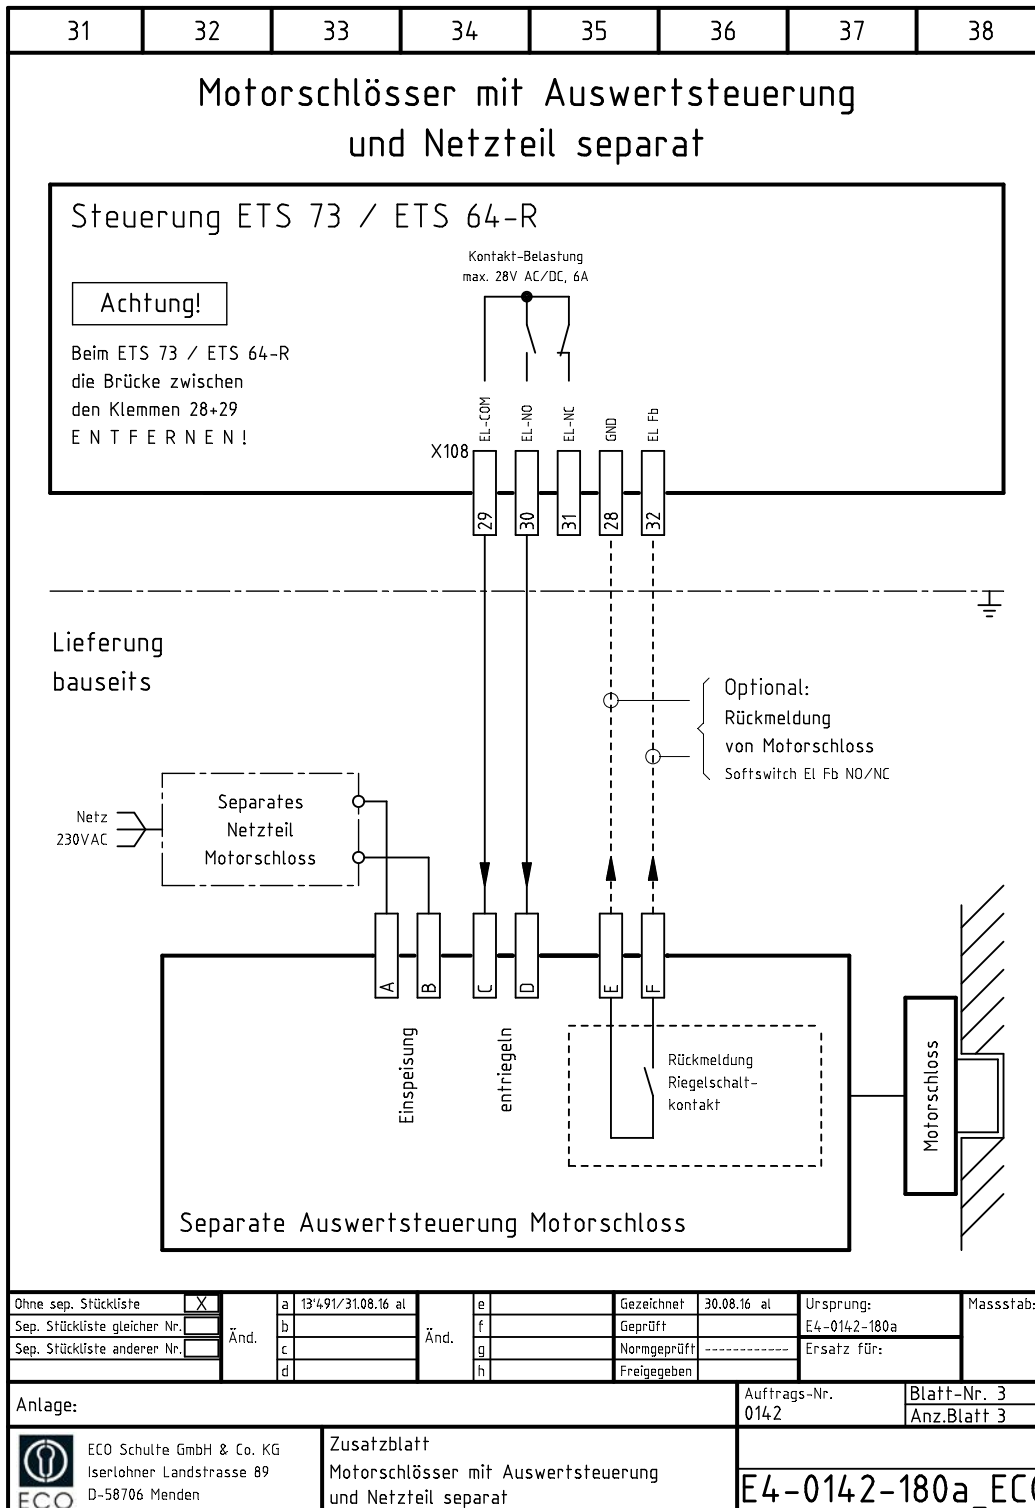 31 32 33 34 35 36 37 38
Motorschlösser mit Auswertsteuerung
und Netzteil separat
Steuerung ETS 73 / ETS 64-R
Kontakt-Belastung
max. 28V AC/DC, 6A
Achtung!
Beim ETS 73 / ETS 64-R
die Brücke zwischen
den Klemmen 28+29
ENTFERNEN!
X108
EL-COM
EL-NO
EL-NC
GND
EL Fb
29 30 31 28 32
Lieferung
bauseits
Optional:
Rückmeldung
von Motorschloss
Softswitch El Fb NO/NC
Netz
230VAC
Separates
Netzteil
Motorschloss
A B C D E F
Einspeisung
entriegeln
Rückmeldung
Riegelschalt-
kontakt
Motorschloss
Separate Auswertsteuerung Motorschloss
Ohne sep. Stückliste X
Sep. Stückliste gleicher Nr.
Sep. Stückliste anderer Nr.
Änd.
a 13'491/31.08.16 al
b
c
d
Änd.
e
f
g
h
Gezeichnet 30.08.16 al
Geprüft
Normgeprüft ------------
Freigegeben
Ursprung:
E4-0142-180a
Ersatz für:
Massstab:
Anlage:
Auftrags-Nr.
0142
Blatt-Nr. 3
Anz.Blatt 3
ECO
ECO Schulte GmbH & Co. KG
Iserlohner Landstrasse 89
D-58706 Menden
Zusatzblatt
Motorschlösser mit Auswertsteuerung
und Netzteil separat
E4-0142-180a_ECO